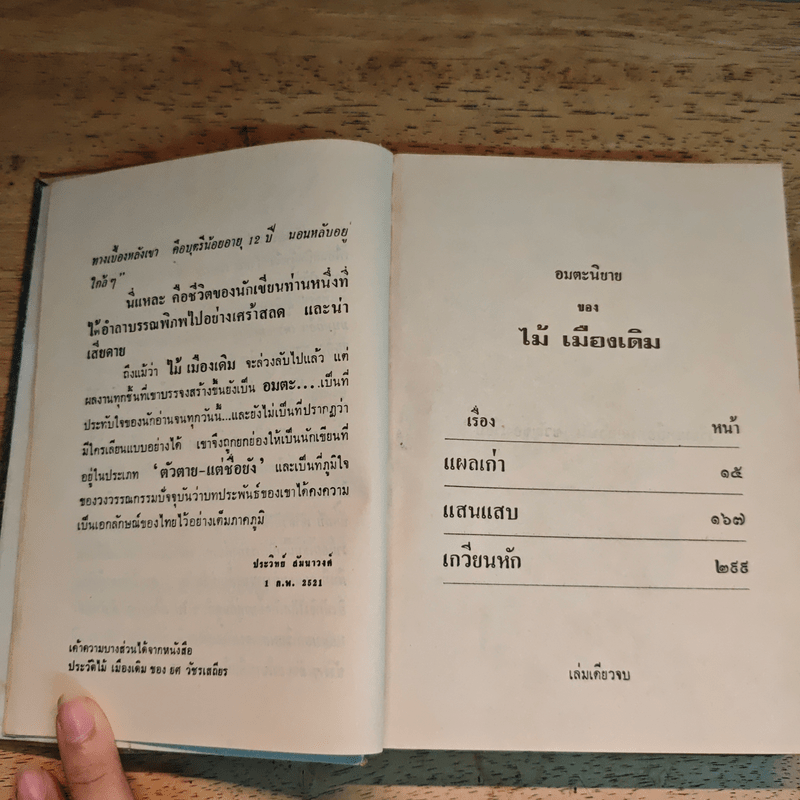 ทางเบื้องหลังเขา คือบุตรีน้อยอายุ 12 ปี นอนหลับอยู่
ใกล้ๆ"
นี่แหละ คือชีวิตของนักเขียนท่านหนึ่งที่
ได้อำลาบรรณพิภพไปอย่างเศร้าสลด และน่า
เสียดาย
ถึงแม้ว่า ไม้ เมืองเดิม จะล่วงลับไปแล้ว แต่
ผลงานทุกชิ้นที่เขาบรรจงสร้างขึ้นยังเป็น อมตะ....เป็นที่
ประทับใจของนักอ่านจนทุกวันนี้...และยังไม่เป็นที่ปรากฏว่า
มีใครเลียนแบบอย่างได้ เขาจึงถูกยกย่องให้เป็นนักเขียนที่
อยู่ในประเภท 'ตัวตาย-แต่ชื่อยัง' และเป็นที่ภูมิใจ
ของวงวรรณกรรมปัจจุบันว่าบทประพันธ์ของเขาได้คงความ
เป็นเอกลักษณ์ของไทยไว้อย่างเต็มภาคภูมิ
ประวิทย์ สัมมาวงศ์
1 ก.พ. 2521
เค้าความบางส่วนได้จากหนังสือ
ประวัติไม้ เมืองเดิม ของ ยศ วัชรเสถียร
อมตะนิยาย
ของ
ไม้ เมืองเดิม
เรื่อง หน้า
แผลเก่า ๑๕
แสนแสบ ๑๖๗
เกวียนหัก ๒๙๙
เล่มเดียวจบ